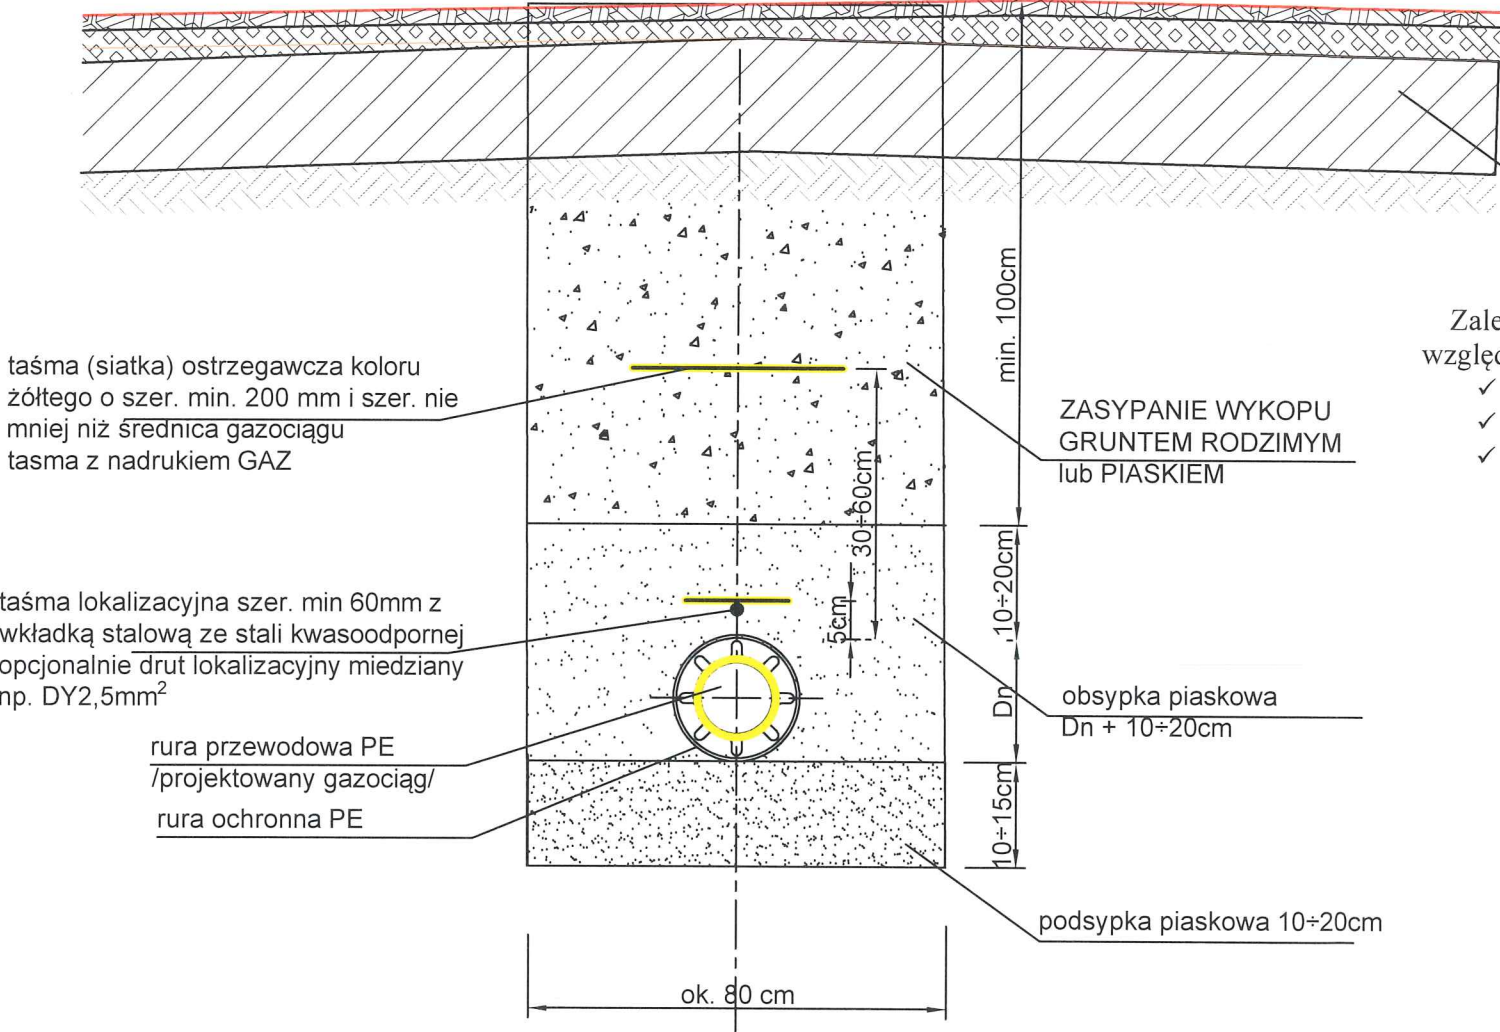 taśma (siatka) ostrzegawcza koloru
żółtego o szer. min. 200 mm i szer. nie
mniej niż średnica gazociągu
tasma z nadrukiem GAZ
taśma lokalizacyjna szer. min 60mm z
wkładką stalową ze stali kwasoodpornej
opcjonalnie drut lokalizacyjny miedziany
np. DY2,5mm²
rura przewodowa PE
/projektowany gazociąg/
rura ochronna PE
min. 100cm
30÷60cm
5cm
10÷20cm
Dn
10÷15cm
ok. 80 cm
ZASYPANIE WYKOPU
GRUNTEM RODZIMYM
lub PIASKIEM
obsypka piaskowa
Dn + 10÷20cm
podsypka piaskowa 10÷20cm
Zale
względ
✓
✓
✓